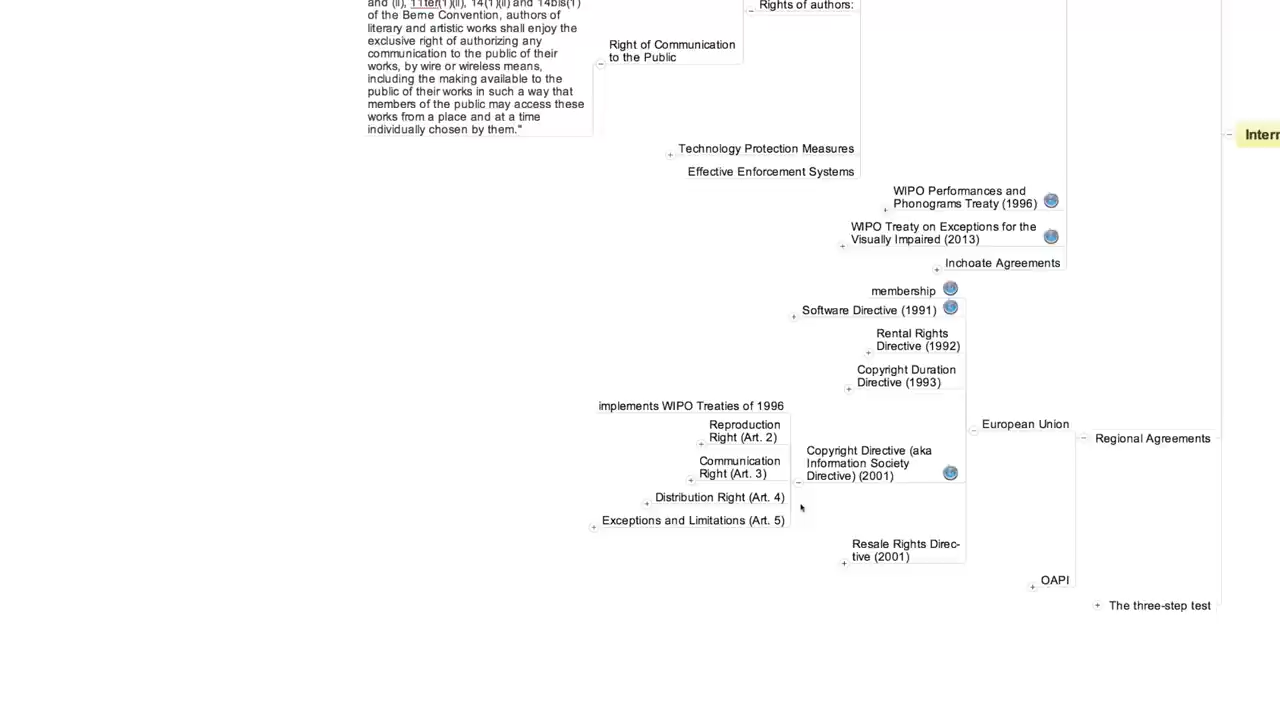 and (ii), 11ter(1)(ii), 14(1)(ii) and 14bis(1)
of the Berne Convention, authors of
literary and artistic works shall enjoy the
exclusive right of authorizing any
communication to the public of their
works, by wire or wireless means,
including the making available to the
public of their works in such a way that
members of the public may access these
works from a place and at a time
individually chosen by them."
Rights of authors:
Right of Communication
to the Public
Technology Protection Measures
Effective Enforcement Systems
WIPO Performances and
Phonograms Treaty (1996)
WIPO Treaty on Exceptions for the
Visually Impaired (2013)
Inchoate Agreements
Intern
membership
Software Directive (1991)
Rental Rights
Directive (1992)
Copyright Duration
Directive (1993)
implements WIPO Treaties of 1996
Reproduction
Right (Art. 2)
Communication
Right (Art. 3)
Distribution Right (Art. 4)
Exceptions and Limitations (Art. 5)
Copyright Directive (aka
Information Society
Directive) (2001)
Resale Rights Direc-
tive (2001)
European Union
Regional Agreements
OAPI
The three-step test